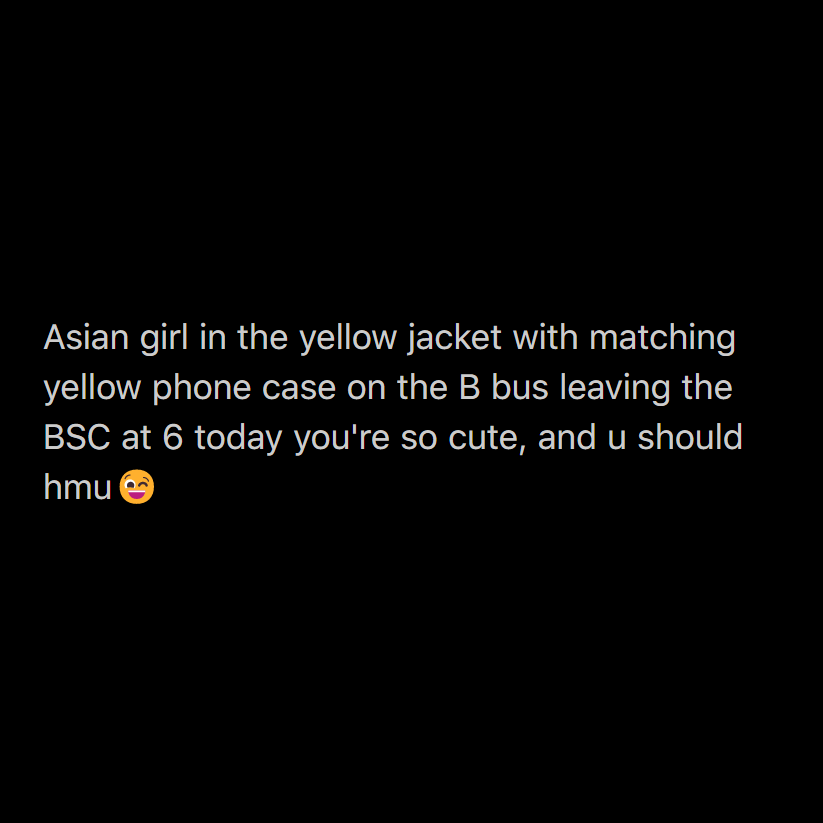 Asian girl in the yellow jacket with matching
yellow phone case on the B bus leaving the
BSC at 6 today you're so cute, and u should
hmu😉